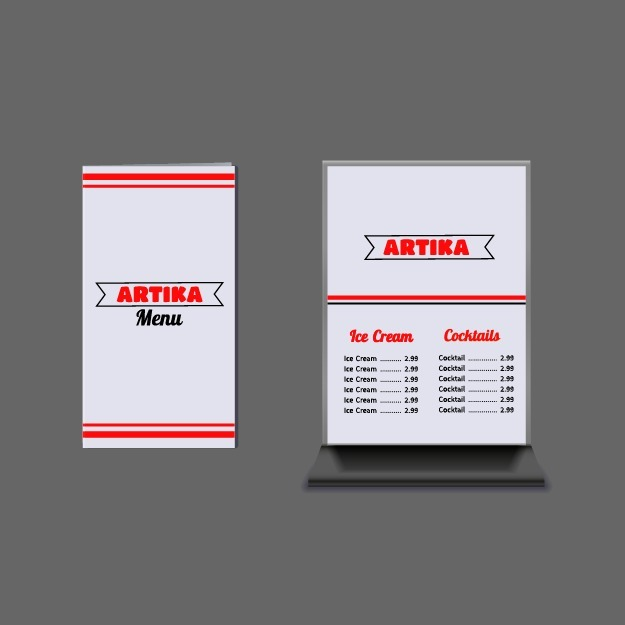 ARTIKA
Menu
ARTIKA
Ice Cream
Ice Cream .......... 2.99
Ice Cream .......... 2.99
Ice Cream .......... 2.99
Ice Cream .......... 2.99
Ice Cream .......... 2.99
Ice Cream .......... 2.99
Cocktails
Cocktail .............. 2.99
Cocktail .............. 2.99
Cocktail .............. 2.99
Cocktail .............. 2.99
Cocktail .............. 2.99
Cocktail .............. 2.99